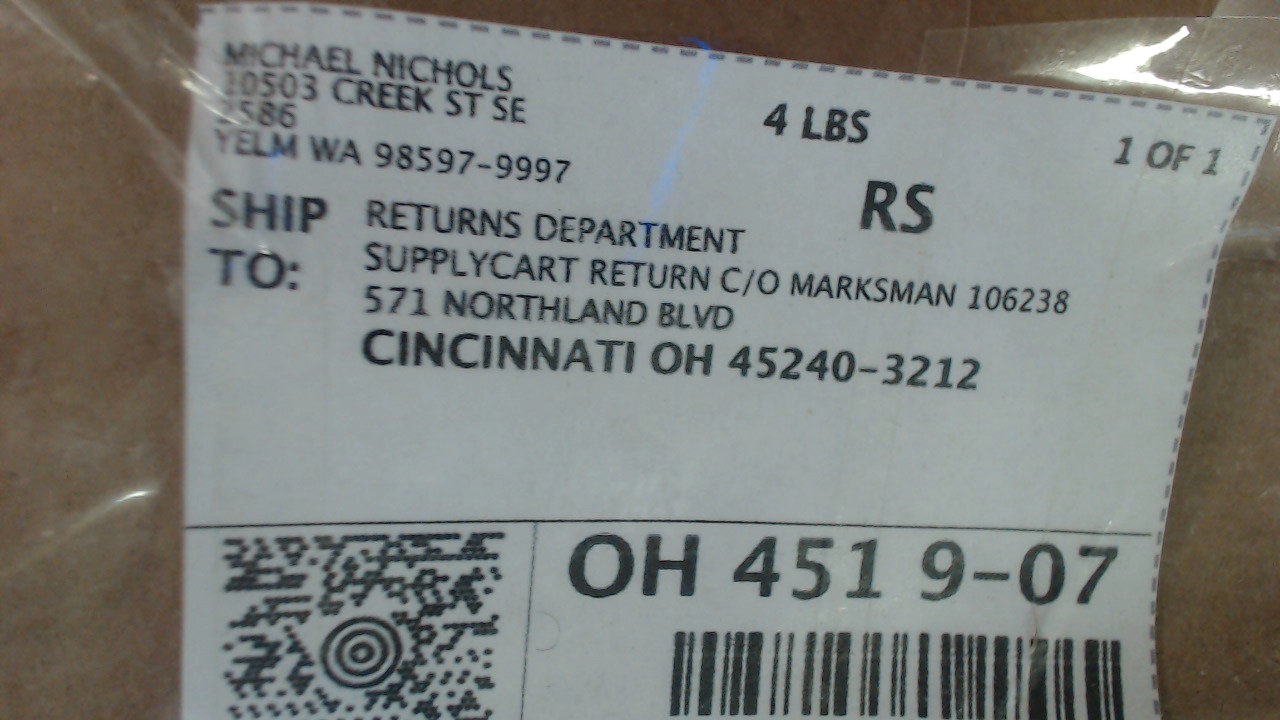 MICHAEL NICHOLS
10503 CREEK ST SE
YELM WA 98597-9997
4 LBS
1 OF 1
RS
SHIP TO:
RETURNS DEPARTMENT
SUPPLYCART RETURN C/O MARKSMAN 106238
571 NORTHLAND BLVD
CINCINNATI OH 45240-3212
OH 451 9-07